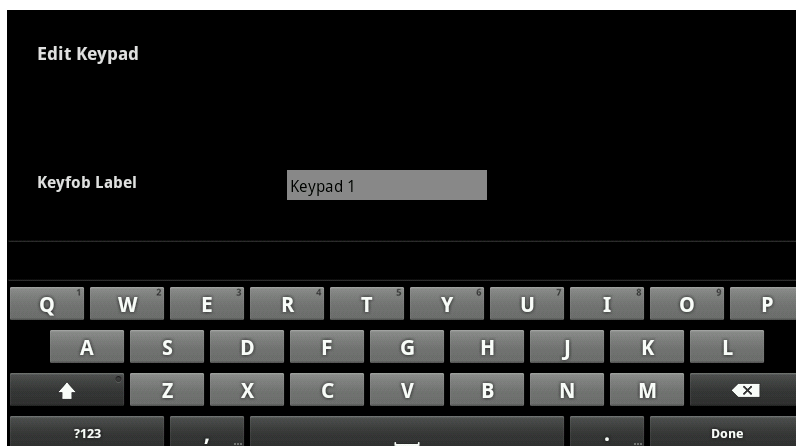 Edit Keypad
Keyfob Label Keypad 1
1 2 3 4 5 6 7 8 9
Q W E R T Y U I O P
A S D F G H J K L
Z X C V B N M
?123 , ... . ... Done